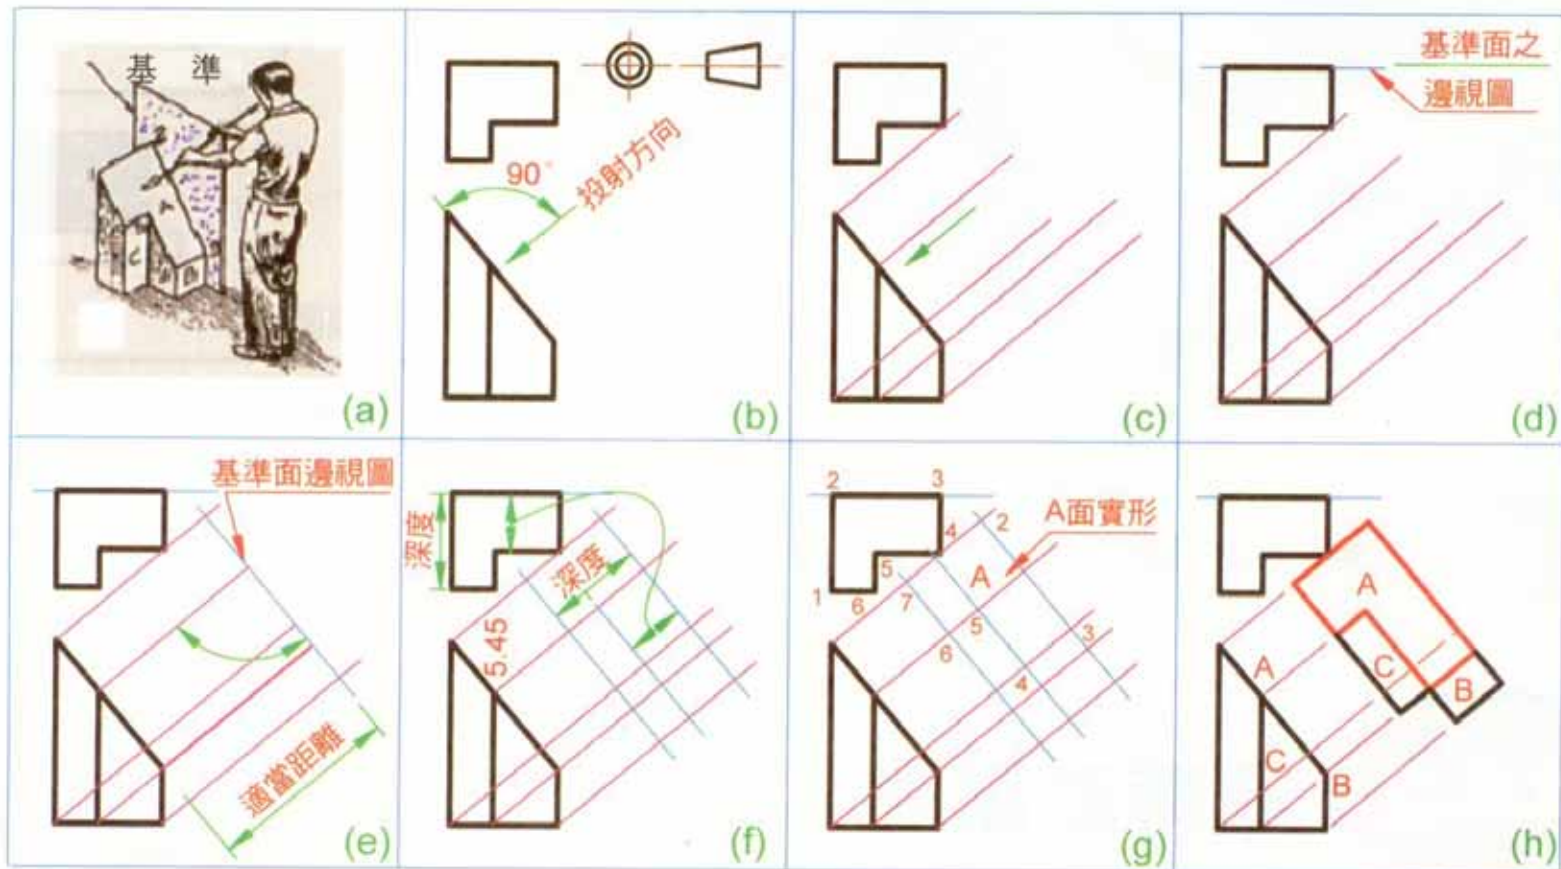 基 準
A
C
B
(a)
90°
投射方向
(b)
(c)
基準面之
邊視圖
(d)
基準面邊視圖
適當距離
(e)
深度
深度
5.45
(f)
2
3
4
2
A面實形
A
5
1
6
7
5
6
3
4
(g)
A
C
B
A
C
B
(h)